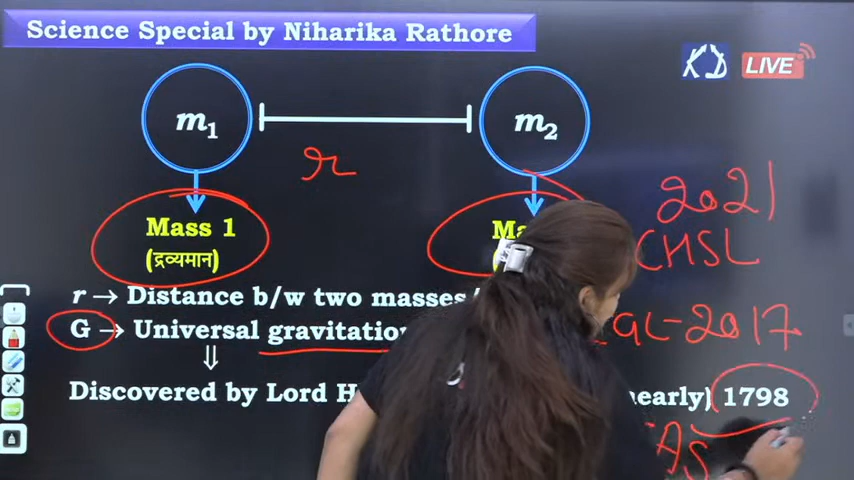 Science Special by Niharika Rathore
KD LIVE
m₁ m₂
r
Mass 1
(द्रव्यमान)
2021
CHSL
r → Distance b/w two masses/
G → Universal
CGL-2017
⇓
Discovered by Lord nearly) 1798